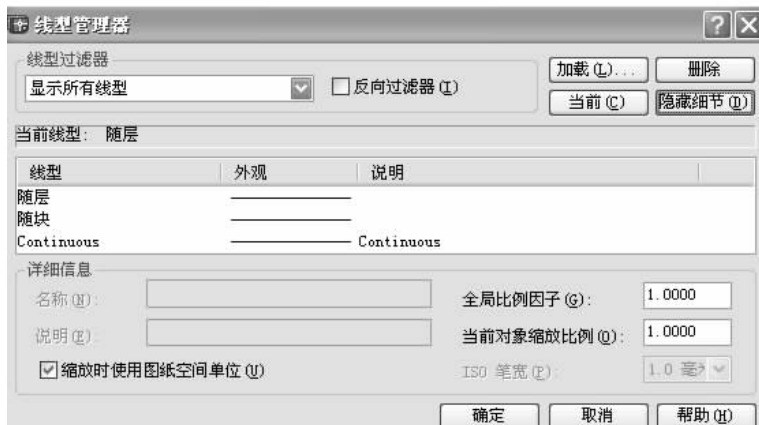 线型管理器
线型过滤器
显示所有线型
反向过滤器(I)
加载(L)...
删除
当前(C)
隐藏细节(D)
当前线型: 随层
线型 外观 说明
随层
随块
Continuous Continuous
详细信息
名称(N):
全局比例因子(G): 1.0000
说明(E):
当前对象缩放比例(O): 1.0000
缩放时使用图纸空间单位(U)
ISO 笔宽(P): 1.0
确定
取消
帮助(H)